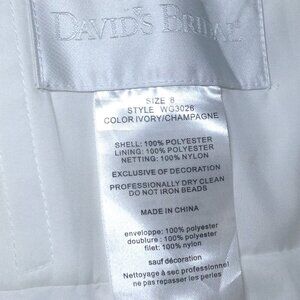 DAVID'S BRIDAL
SIZE 8
STYLE WG3026
COLOR IVORY/CHAMPAGNE
SHELL: 100% POLYESTER
LINING: 100% POLYESTER
NETTING: 100% NYLON
EXCLUSIVE OF DECORATION
PROFESSIONALLY DRY CLEAN
DO NOT IRON BEADS
MADE IN CHINA
enveloppe: 100% polyester
doublure : 100% polyester
filet: 100% nylon
sauf décoration
Nettoyage à sec professionnel
ne pas repasser les perles